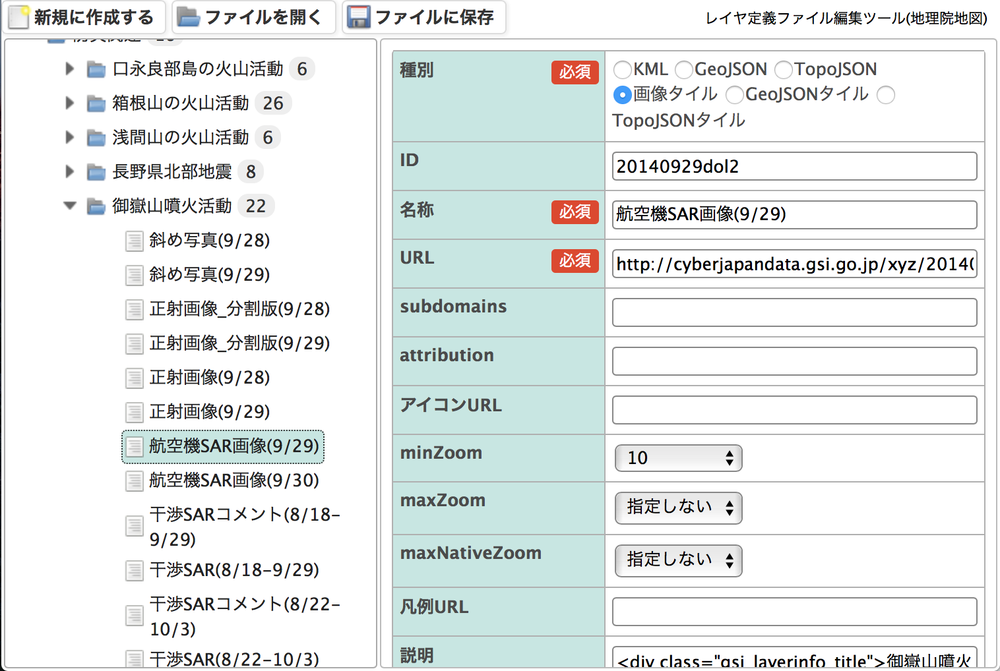 新規に作成する
ファイルを開く
ファイルに保存
レイヤ定義ファイル編集ツール(地理院地図)
口永良部島の火山活動 6
箱根山の火山活動 26
浅間山の火山活動 6
長野県北部地震 8
御嶽山噴火活動 22
斜め写真(9/28)
斜め写真(9/29)
正射画像_分割版(9/28)
正射画像_分割版(9/29)
正射画像(9/28)
正射画像(9/29)
航空機SAR画像(9/29)
航空機SAR画像(9/30)
干渉SARコメント(8/18-
9/29)
干渉SAR(8/18-9/29)
干渉SARコメント(8/22-
10/3)
干渉SAR(8/22-10/3)
種別 必須 KML GeoJSON TopoJSON
画像タイル GeoJSONタイル
TopoJSONタイル
ID 20140929dol2
名称 必須 航空機SAR画像(9/29)
URL 必須 http://cyberjapandata.gsi.go.jp/xyz/20140
subdomains
attribution
アイコンURL
minZoom 10
maxZoom 指定しない
maxNativeZoom 指定しない
凡例URL
説明 <div class="gsi_layerinfo_title">御嶽山噴火